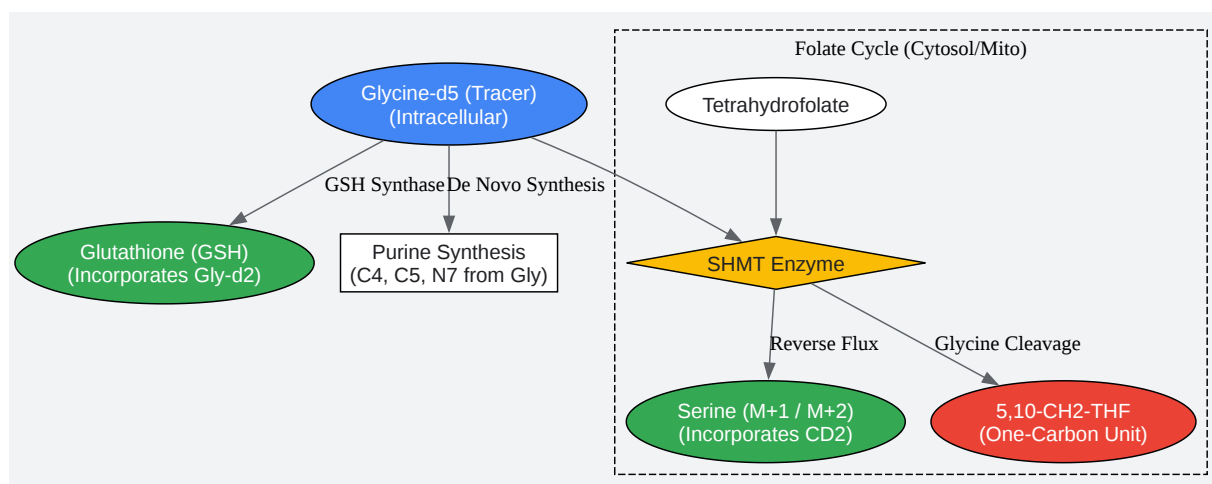 Folate Cycle (Cytosol/Mito)
Glycine-d5 (Tracer)
(Intracellular)
Tetrahydrofolate
GSH Synthase
De Novo Synthesis
Glutathione (GSH)
(Incorporates Gly-d2)
Purine Synthesis
(C4, C5, N7 from Gly)
SHMT Enzyme
Reverse Flux
Glycine Cleavage
Serine (M+1 / M+2)
(Incorporates CD2)
5,10-CH2-THF
(One-Carbon Unit)